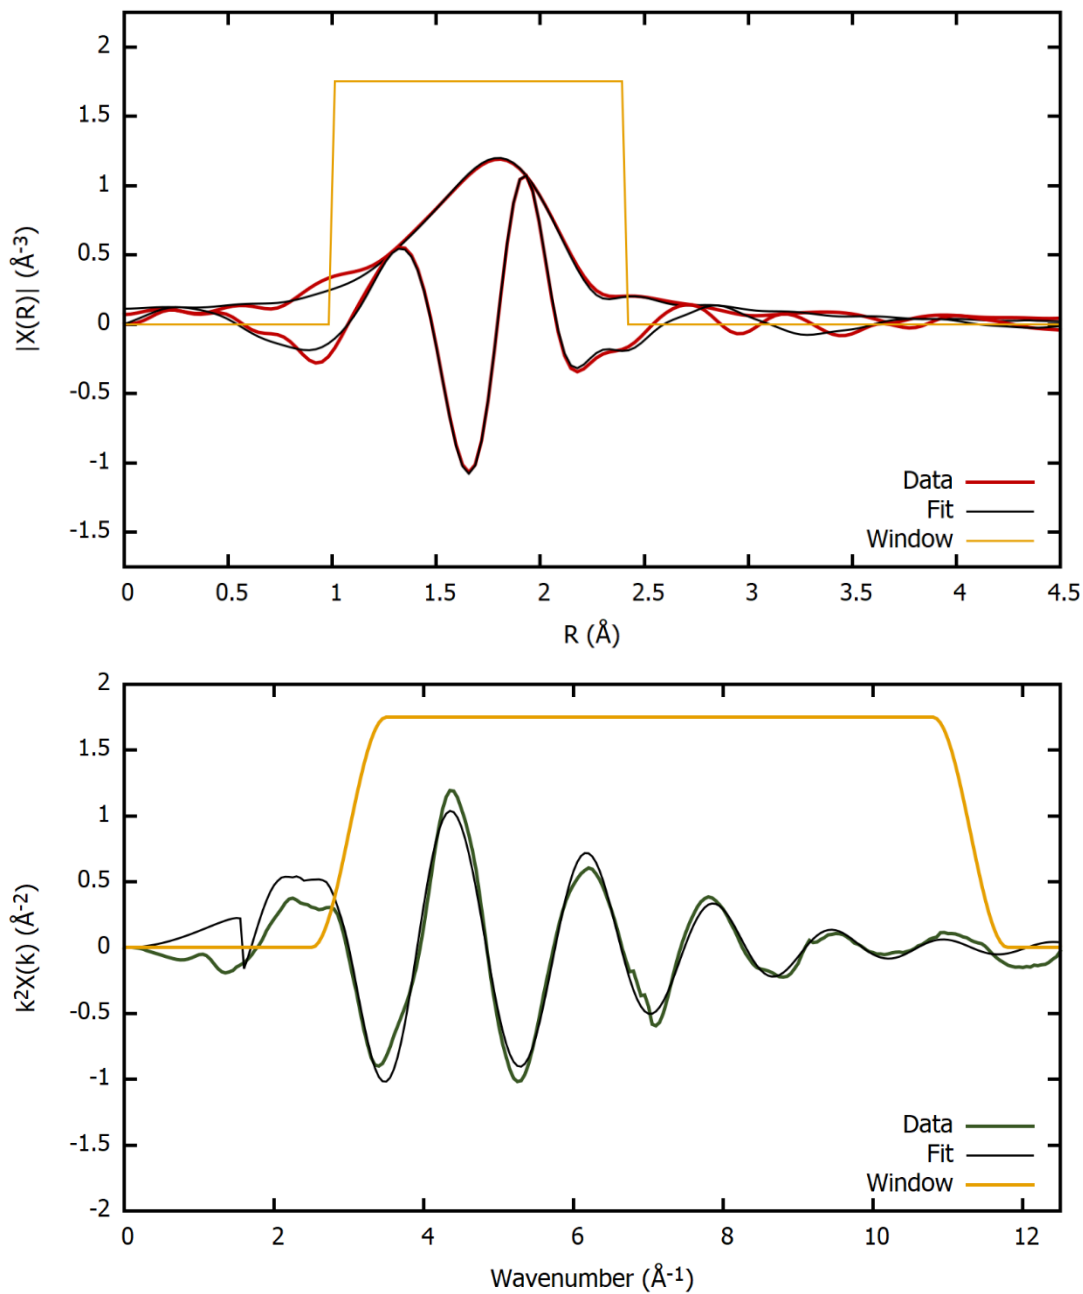 |X(R)| (Å⁻³)
2
1.5
1
0.5
0
-0.5
-1
-1.5
Data
Fit
Window
0 0.5 1 1.5 2 2.5 3 3.5 4 4.5
R (Å)
k²X(k) (Å⁻²)
2
1.5
1
0.5
0
-0.5
-1
-1.5
-2
Data
Fit
Window
0 2 4 6 8 10 12
Wavenumber (Å⁻¹)